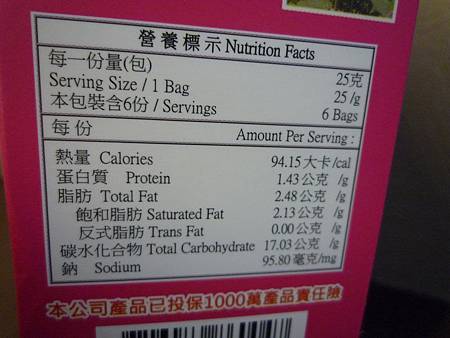 營養標示 Nutrition Facts
每一份量(包) 25克
Serving Size / 1 Bag 25 /g
本包裝含6份 / Servings 6 Bags
每 份 Amount Per Serving :
熱量 Calories 94.15 大卡 /cal
蛋白質 Protein 1.43 公克 /g
脂肪 Total Fat 2.48 公克 /g
飽和脂肪 Saturated Fat 2.13 公克 /g
反式脂肪 Trans Fat 0.00 公克 /g
碳水化合物 Total Carbohydrate 17.03 公克 /g
鈉 Sodium 95.80 毫克/mg
本公司產品已投保1000萬產品責任險